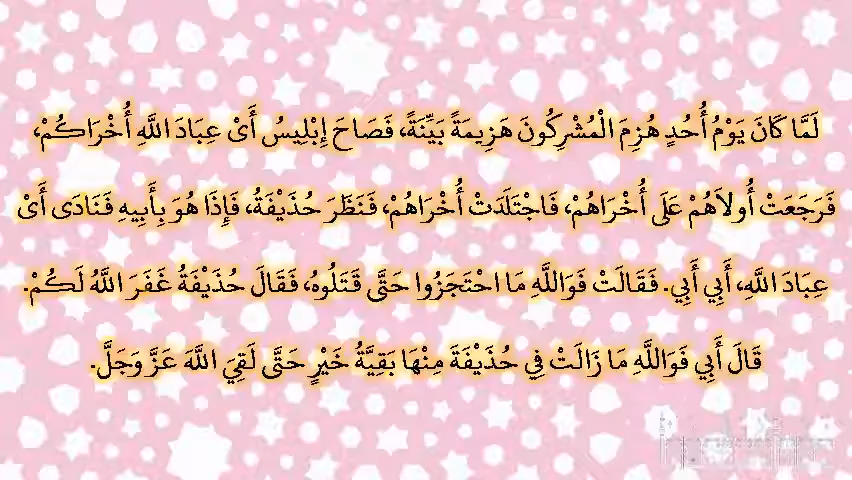 لَمَّا كَانَ يَوْمُ أُحُدٍ هُزِمَ الْمُشْرِكُونَ هَزِيمَةً بَيِّنَةً، فَصَاحَ إِبْلِيسُ أَىْ عِبَادَ اللَّهِ أُخْرَاكُمْ،
فَرَجَعَتْ أُولاَهُمْ عَلَى أُخْرَاهُمْ، فَاجْتَلَدَتْ أُخْرَاهُمْ، فَنَظَرَ حُذَيْفَةُ، فَإِذَا هُوَ بِأَبِيهِ فَنَادَى أَىْ
عِبَادَ اللَّهِ، أَبِي أَبِي. فَقَالَتْ فَوَاللَّهِ مَا احْتَجَزُوا حَتَّى قَتَلُوهُ، فَقَالَ حُذَيْفَةُ غَفَرَ اللَّهُ لَكُمْ.
قَالَ أَبِي فَوَاللَّهِ مَا زَالَتْ فِي حُذَيْفَةَ مِنْهَا بَقِيَّةُ خَيْرٍ حَتَّى لَقِيَ اللَّهَ عَزَّ وَجَلَّ.